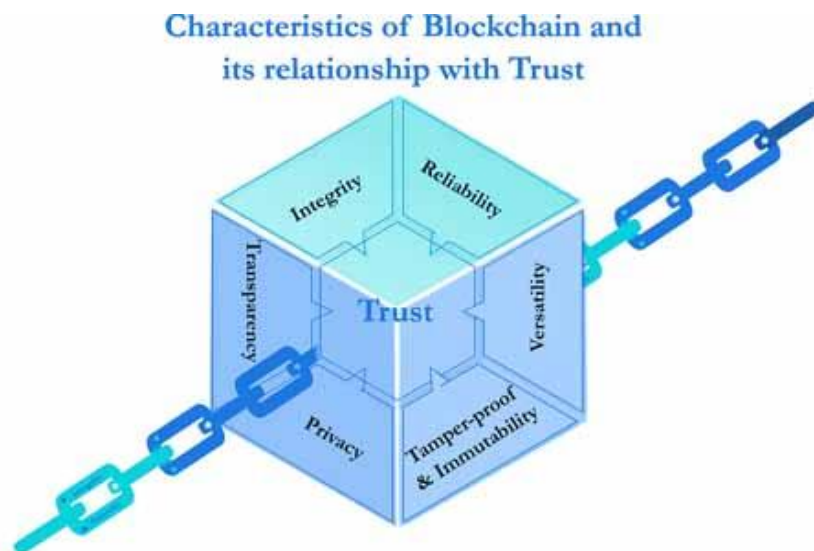 Characteristics of Blockchain and
its relationship with Trust
Integrity
Reliability
Transparency
Trust
Versatility
Privacy
Tamper-proof
& Immutability